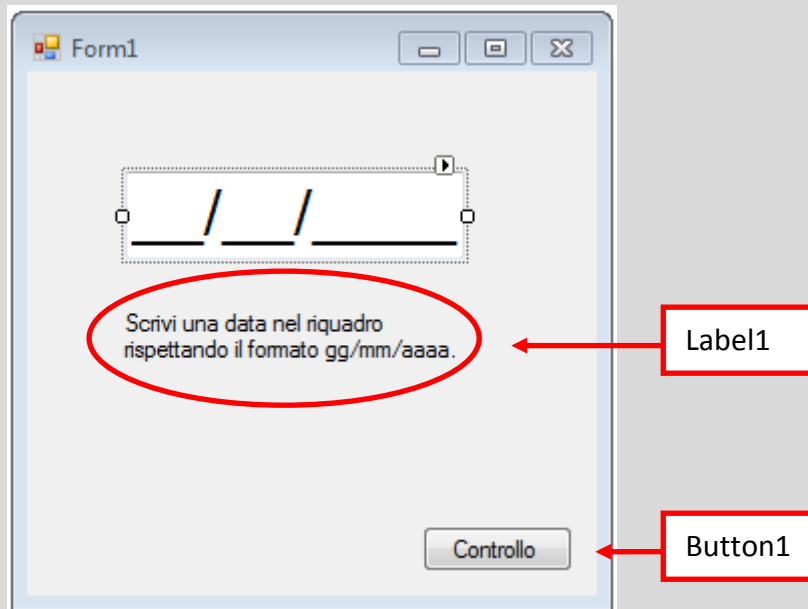 Form1
__/__/____
Scrivi una data nel riquadro
rispettando il formato gg/mm/aaaa.
Label1
Controllo
Button1